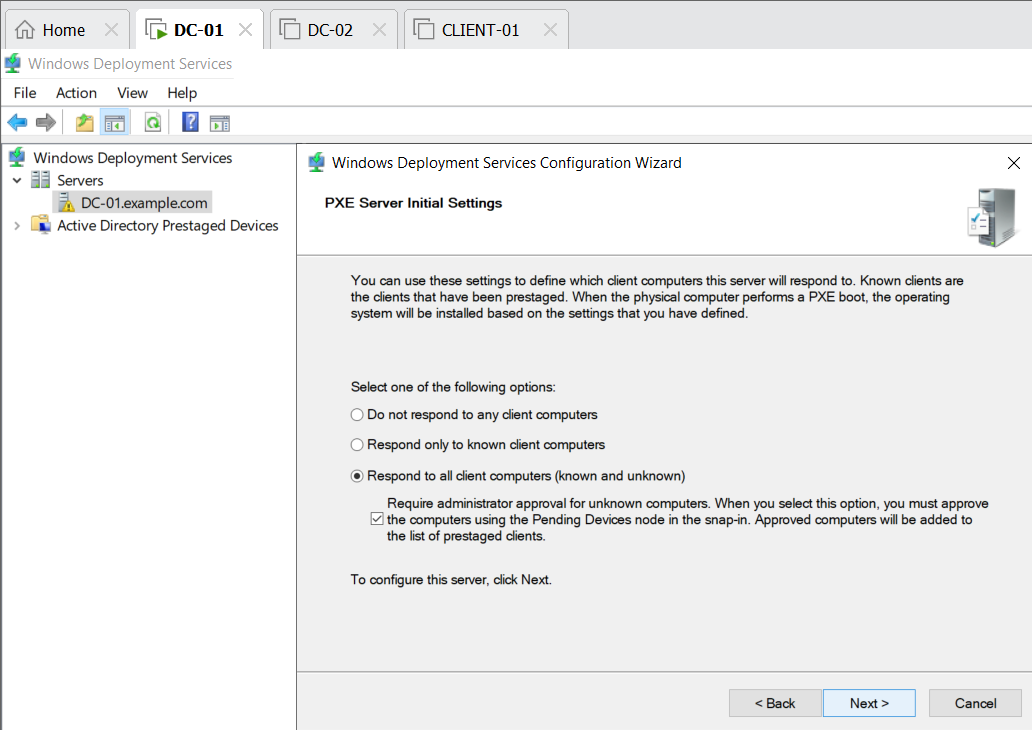 Home
DC-01
DC-02
CLIENT-01
Windows Deployment Services
File Action View Help
Windows Deployment Services
Servers
DC-01.example.com
Active Directory Prestaged Devices
Windows Deployment Services Configuration Wizard
PXE Server Initial Settings
You can use these settings to define which client computers this server will respond to. Known clients are
the clients that have been prestaged. When the physical computer performs a PXE boot, the operating
system will be installed based on the settings that you have defined.
Select one of the following options:
Do not respond to any client computers
Respond only to known client computers
Respond to all client computers (known and unknown)
Require administrator approval for unknown computers. When you select this option, you must approve
the computers using the Pending Devices node in the snap-in. Approved computers will be added to
the list of prestaged clients.
To configure this server, click Next.
< Back
Next >
Cancel